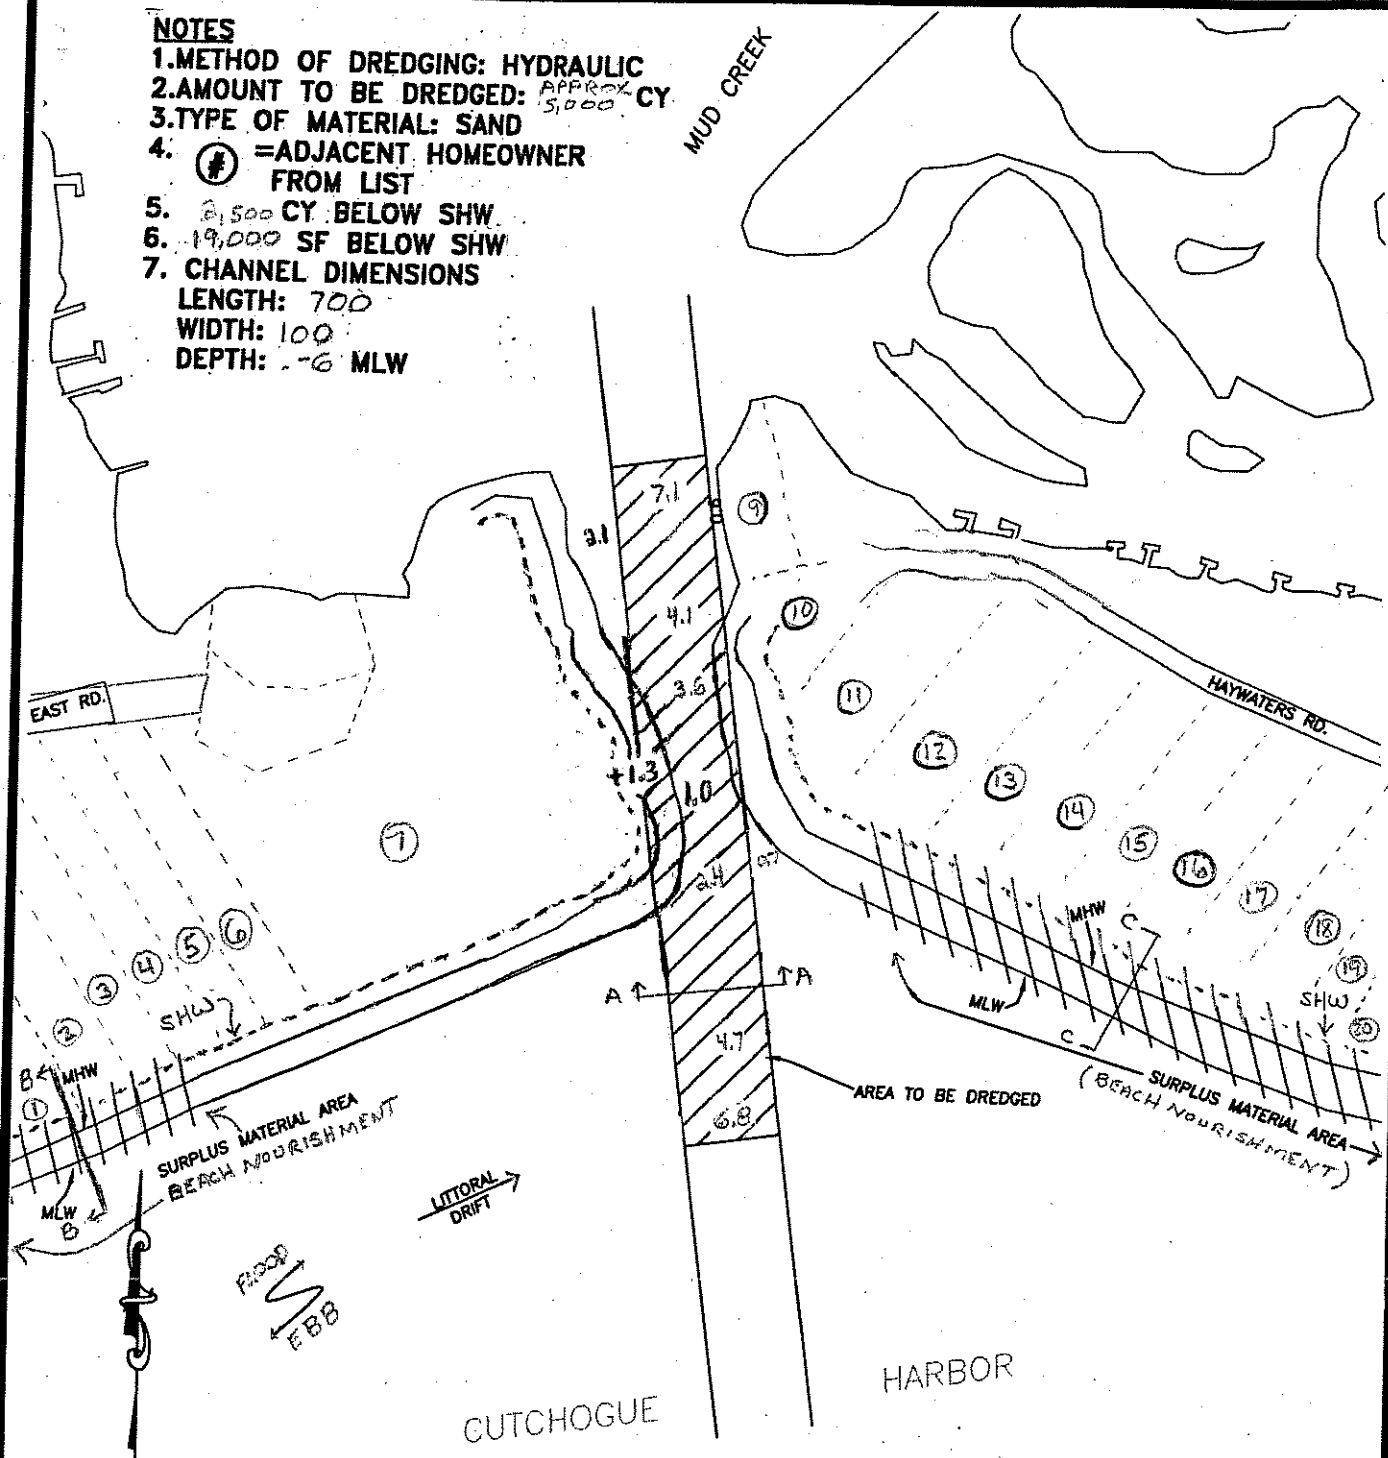 NOTES
1.METHOD OF DREDGING: HYDRAULIC
2.AMOUNT TO BE DREDGED: APPROX 5,000 CY
3.TYPE OF MATERIAL: SAND
4. # =ADJACENT HOMEOWNER
FROM LIST
5. 2,500 CY BELOW SHW
6. 19,000 SF BELOW SHW
7. CHANNEL DIMENSIONS
LENGTH: 700
WIDTH: 100
DEPTH: -6 MLW
MUD CREEK
7.1
9
2.1
4.1
10
3.6
11
HAYWATERS RD.
EAST RD.
12
+1.3
1.0
13
14
7
15
16
2.4
0.7
17
6
5
4
3
2
1
MHW
C
18
19
20
SHW
SHW
A
A
MLW
C
4.7
B
MHW
AREA TO BE DREDGED
SURPLUS MATERIAL AREA
(BEACH NOURISHMENT)
6.8
SURPLUS MATERIAL AREA
BEACH NOURISHMENT
MLW
B
LITTORAL
DRIFT
FLOOD
EBB
CUTCHOGUE
HARBOR